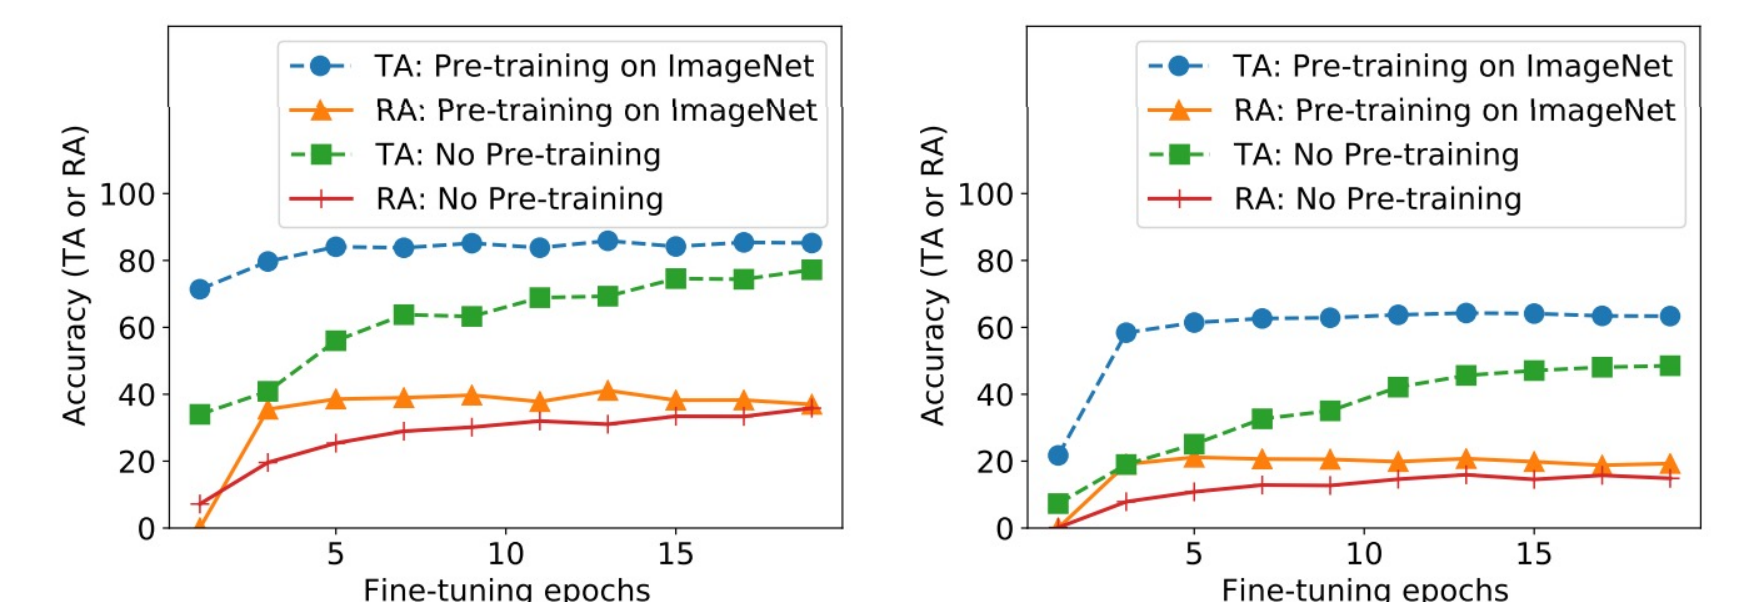 TA: Pre-training on ImageNet
RA: Pre-training on ImageNet
TA: No Pre-training
RA: No Pre-training
Accuracy (TA or RA)
100
80
60
40
20
0
5 10 15
Fine-tuning epochs
TA: Pre-training on ImageNet
RA: Pre-training on ImageNet
TA: No Pre-training
RA: No Pre-training
Accuracy (TA or RA)
100
80
60
40
20
0
5 10 15
Fine-tuning epochs